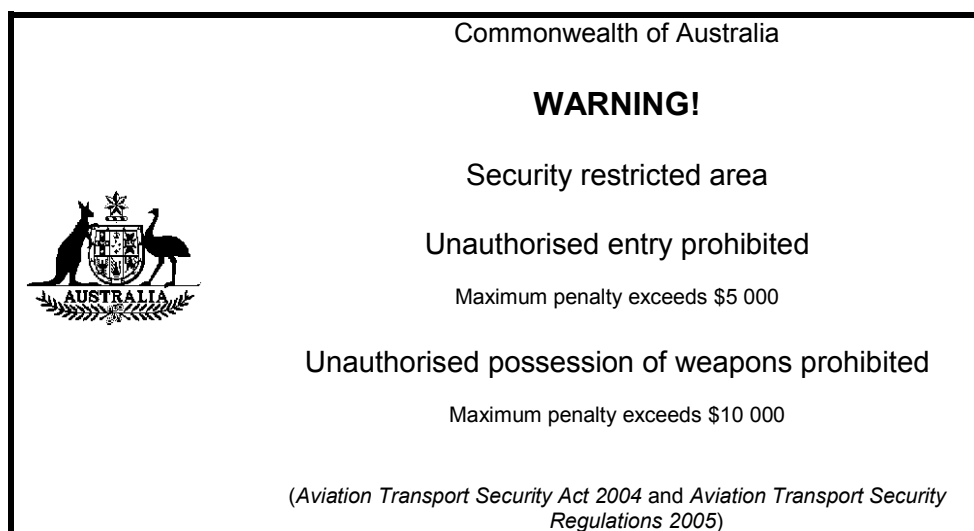 Commonwealth of Australia
WARNING!
Security restricted area
Unauthorised entry prohibited
AUSTRALIA
Maximum penalty exceeds $5 000
Unauthorised possession of weapons prohibited
Maximum penalty exceeds $10 000
(Aviation Transport Security Act 2004 and Aviation Transport Security
Regulations 2005)